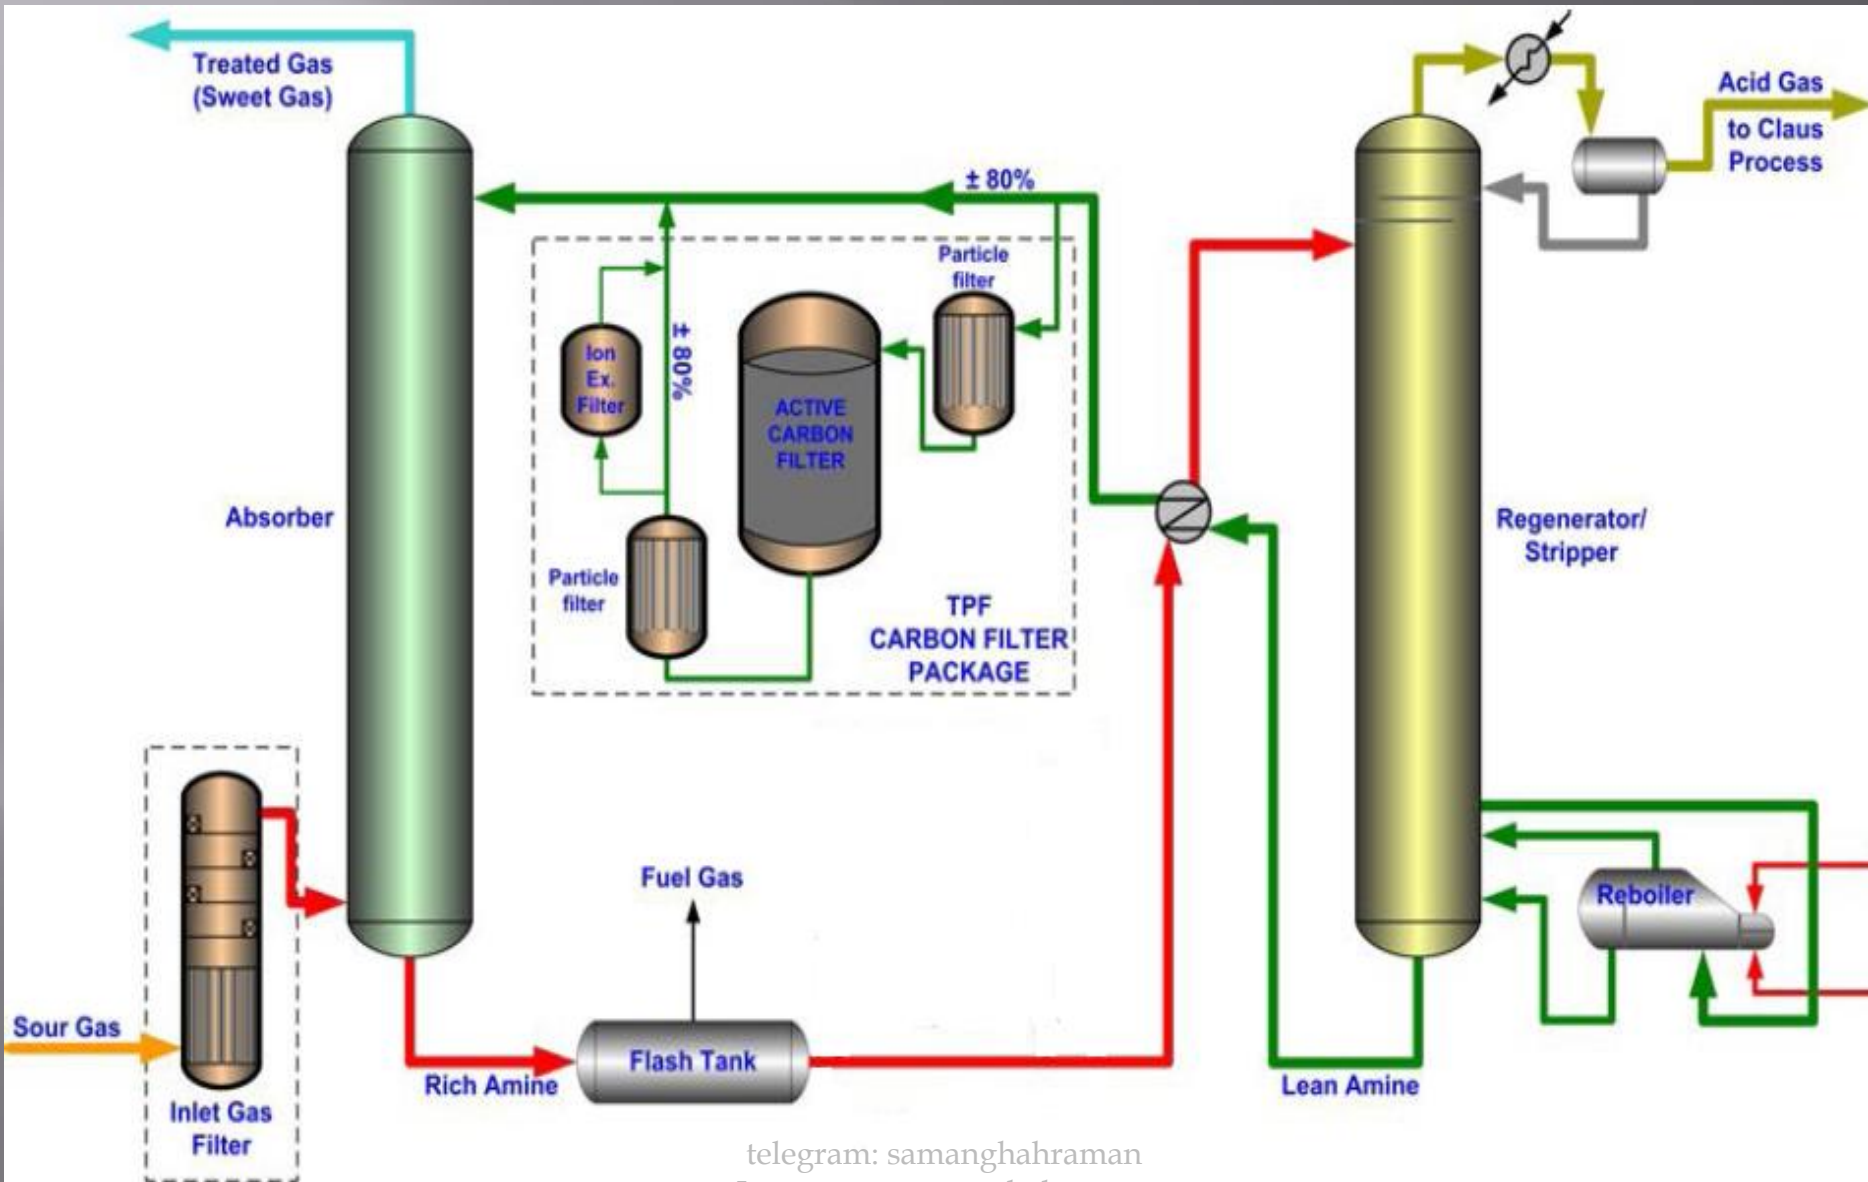 Treated Gas
(Sweet Gas)
Acid Gas
to Claus
Process
± 80%
Particle
filter
± 80%
Ion
Ex.
Filter
ACTIVE
CARBON
FILTER
Absorber
Regenerator/
Stripper
Particle
filter
TPF
CARBON FILTER
PACKAGE
Fuel Gas
Reboiler
Sour Gas
Flash Tank
Rich Amine
Lean Amine
Inlet Gas
Filter
telegram: samanghahraman